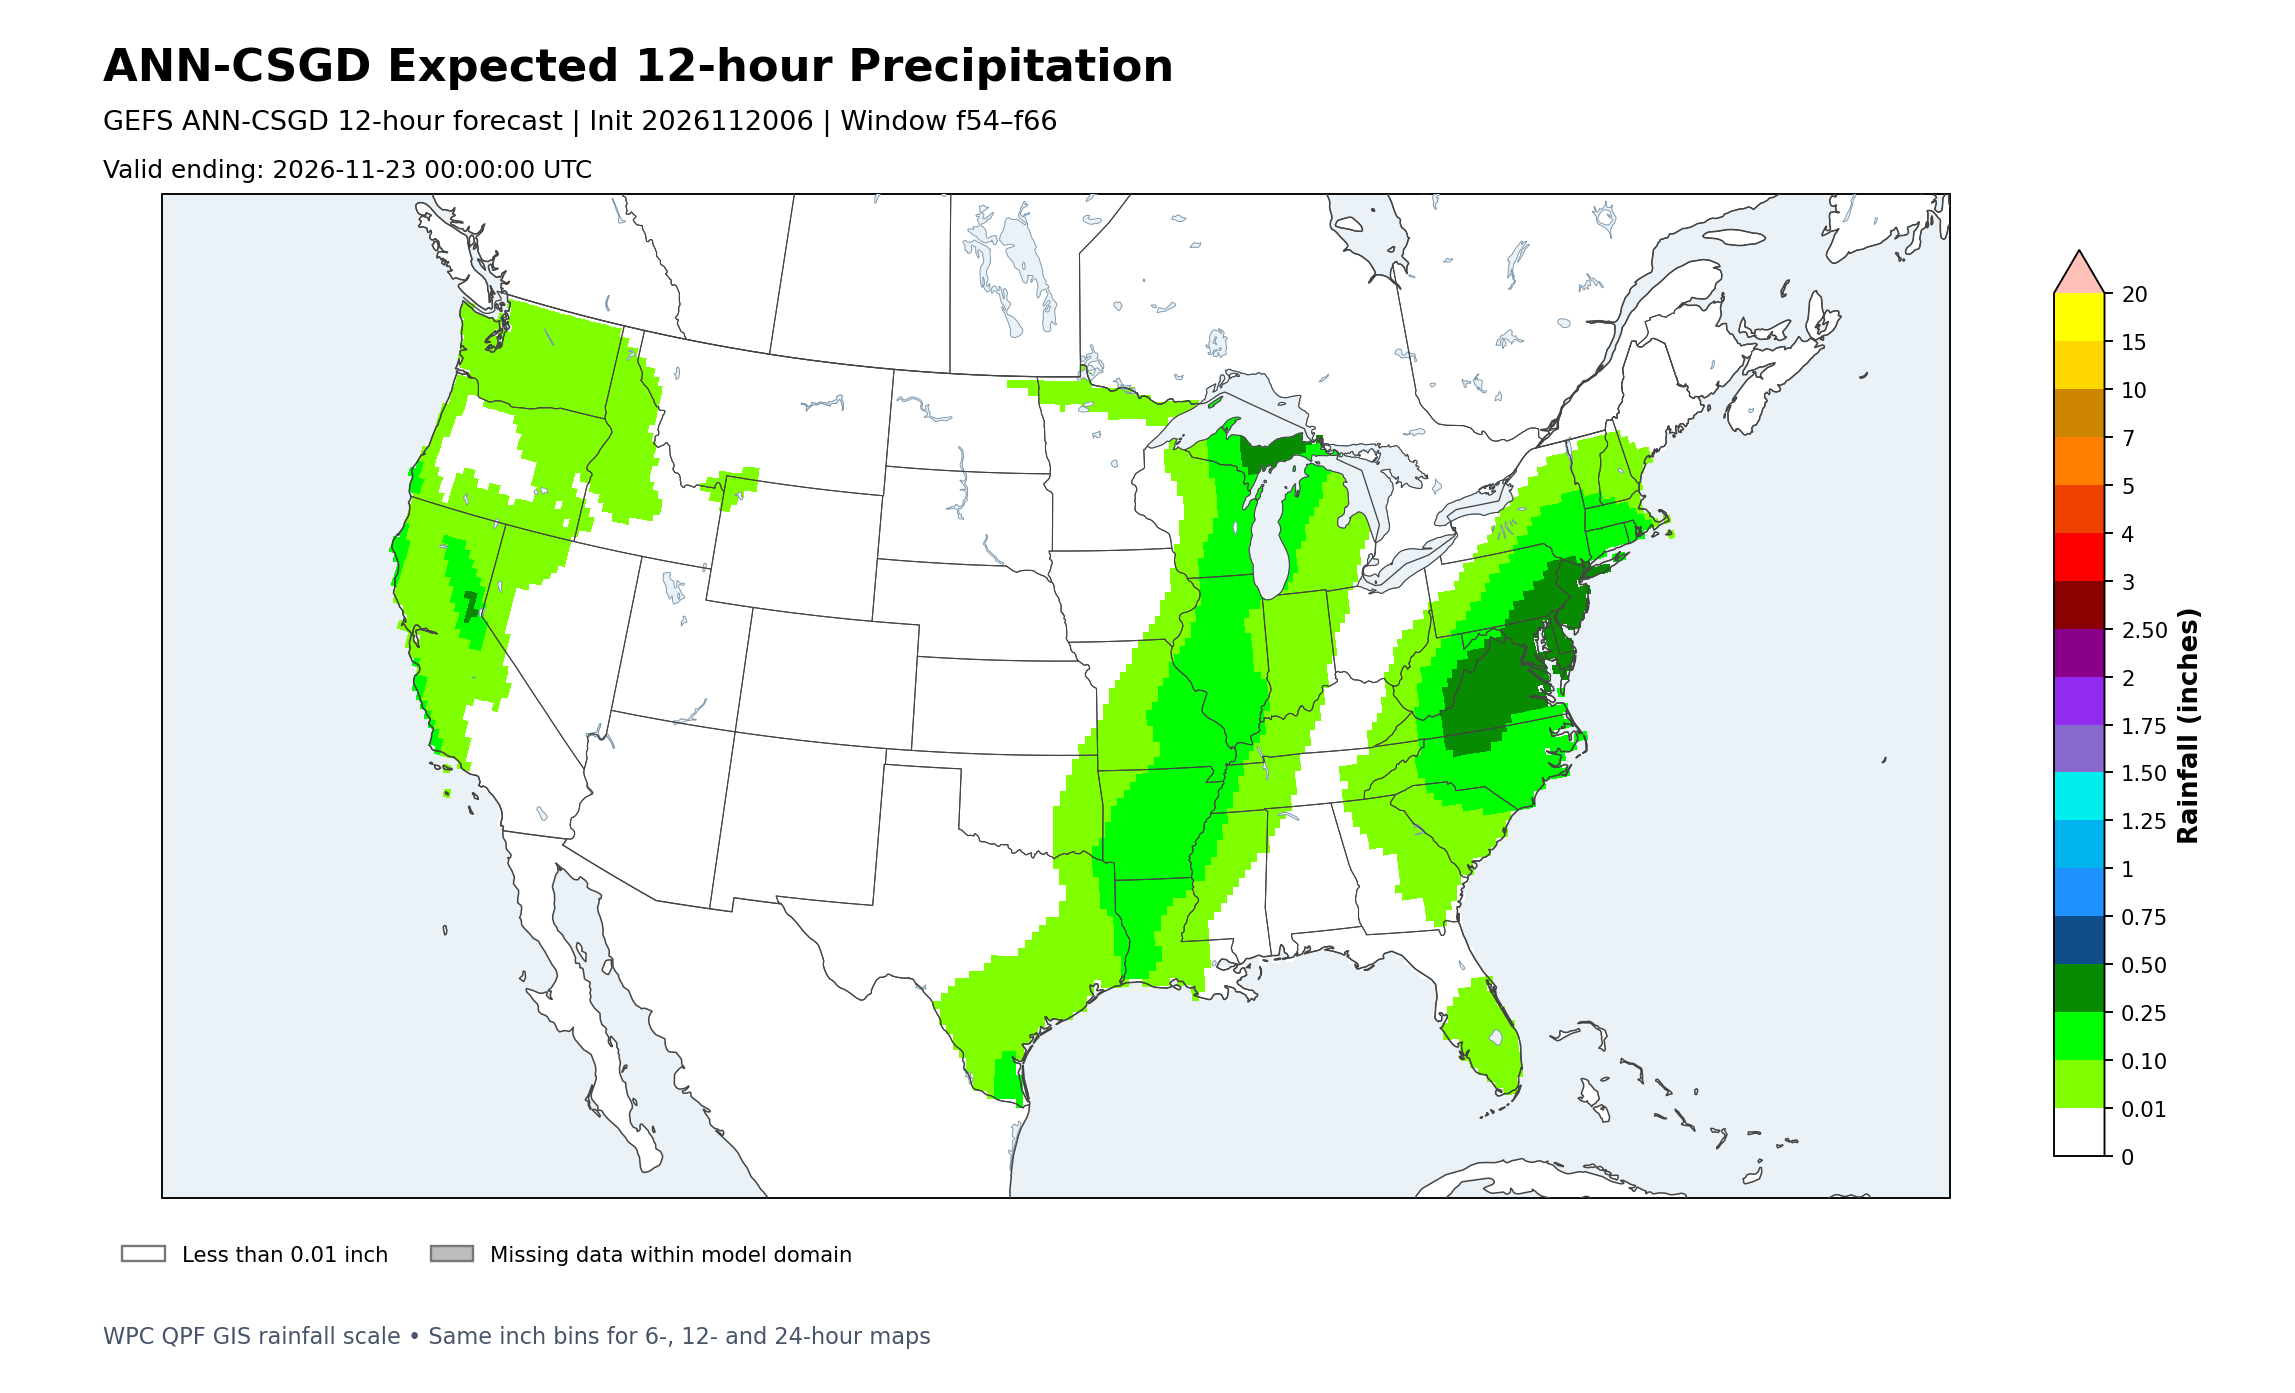 ANN-CSGD Expected 12-hour Precipitation
GEFS ANN-CSGD 12-hour forecast | Init 2026112006 | Window f54–f66
Valid ending: 2026-11-23 00:00:00 UTC
20
15
10
7
5
4
3
2.50
2
1.75
1.50
1.25
1
0.75
0.50
0.25
0.10
0.01
0
Rainfall (inches)
Less than 0.01 inch
Missing data within model domain
WPC QPF GIS rainfall scale • Same inch bins for 6-, 12- and 24-hour maps